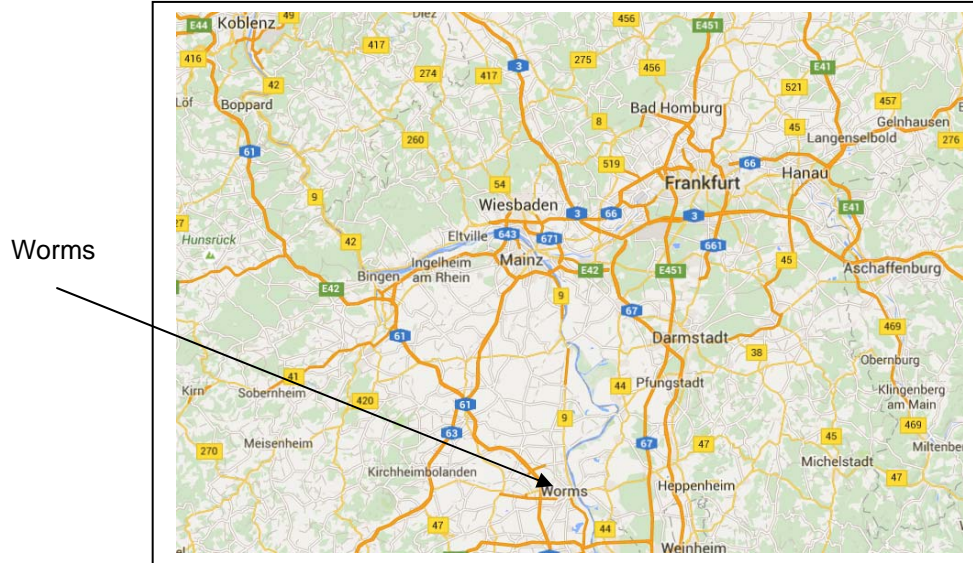 Worms
49
Diez
456
E451
E44
Koblenz
417
3
275
E41
416
274
417
456
42
521
457
Löf
Boppard
Bad Homburg
8
45
Gelnhausen
Langenselbold
276
260
61
519
66
Hanau
54
Frankfurt
9
Wiesbaden
3
66
3
E41
27
Hunsrück
42
Eltville
643
671
661
Mainz
45
Ingelheim
am Rhein
Bingen
E42
E451
Aschaffenburg
E42
9
67
469
61
Darmstadt
38
Obernburg
41
44
Pfungstadt
Kirn
Sobernheim
Klingenberg
am Main
420
61
9
469
63
67
45
270
Meisenheim
47
Miltenbe
Michelstadt
Kirchheimbolanden
47
Worms
Heppenheim
47
44
Weinheim